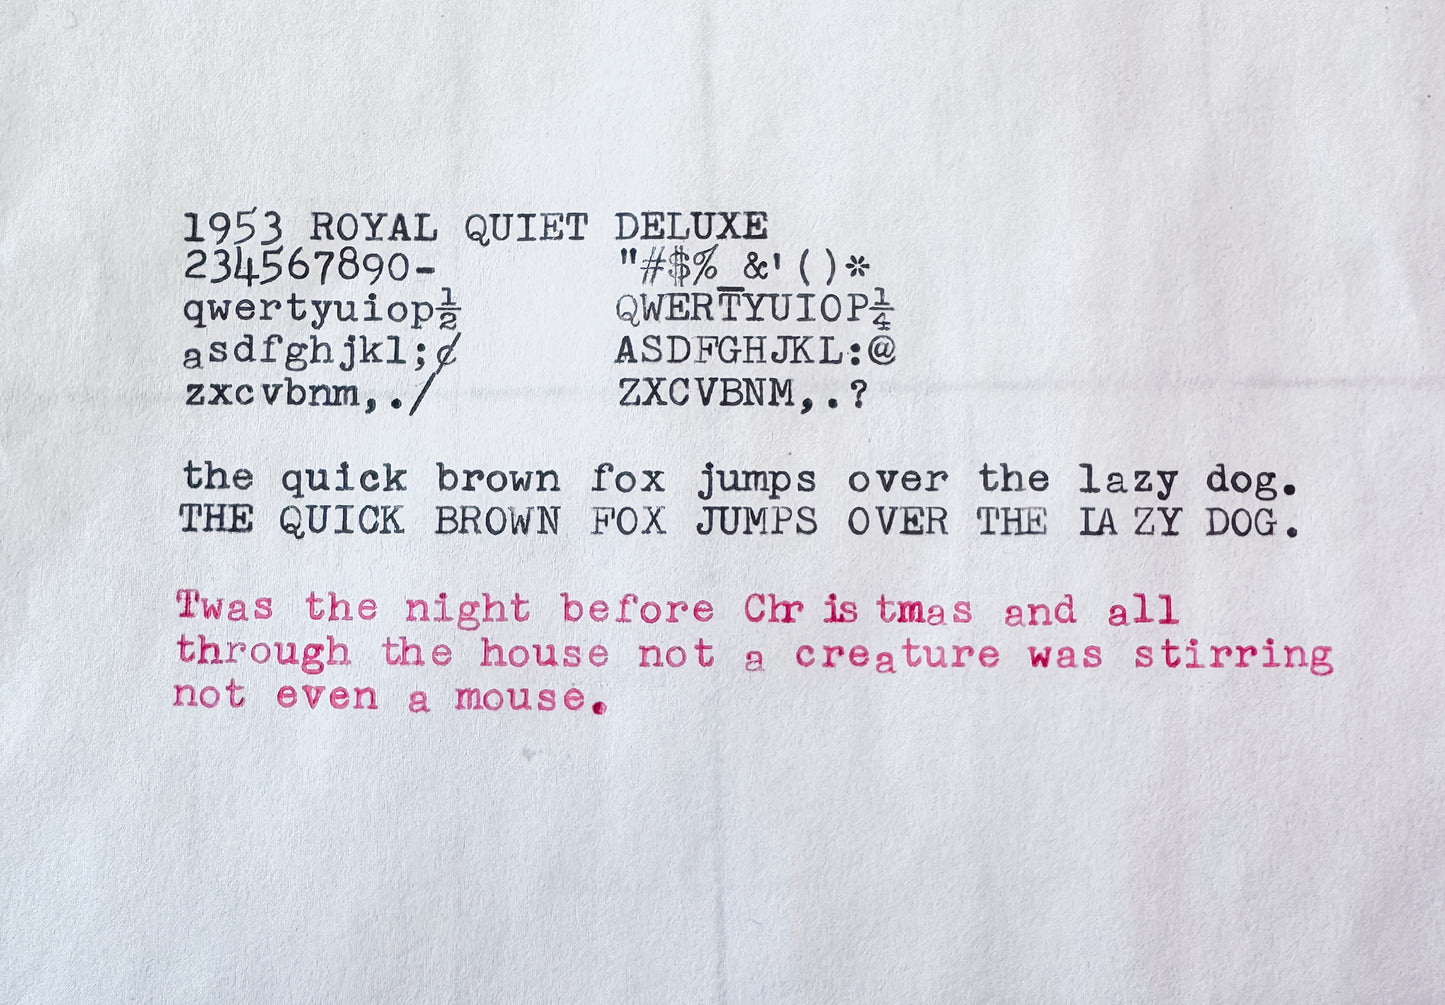 1953 ROYAL QUIET DELUXE
234567890- "#$%_&'()*
qwertyuiop½ QWERTYUIOP¼
asdfghjkl;¢ ASDFGHJKL:@
zxcvbnm,./ ZXCVBNM,.?
the quick brown fox jumps over the lazy dog.
THE QUICK BROWN FOX JUMPS OVER THE LA ZY DOG.
Twas the night before Chr is tmas and all
through the house not a creature was stirring
not even a mouse.